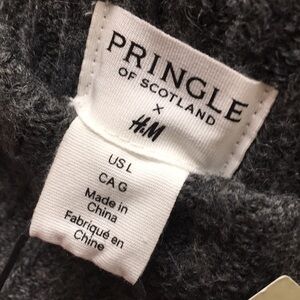 PRINGLE
OF SCOTLAND
X
H&M
US L
CA G
Made in
China
Fabriqué en
Chine